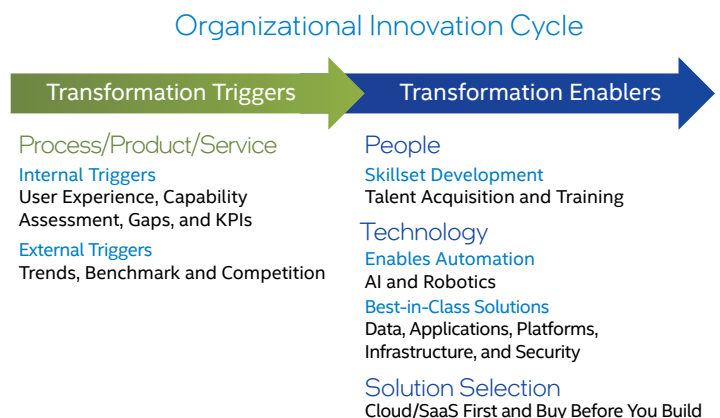 Organizational Innovation Cycle
Transformation Triggers
Process/Product/Service
Internal Triggers
User Experience, Capability
Assessment, Gaps, and KPIs
External Triggers
Trends, Benchmark and Competition
Transformation Enablers
People
Skillset Development
Talent Acquisition and Training
Technology
Enables Automation
AI and Robotics
Best-in-Class Solutions
Data, Applications, Platforms,
Infrastructure, and Security
Solution Selection
Cloud/SaaS First and Buy Before You Build